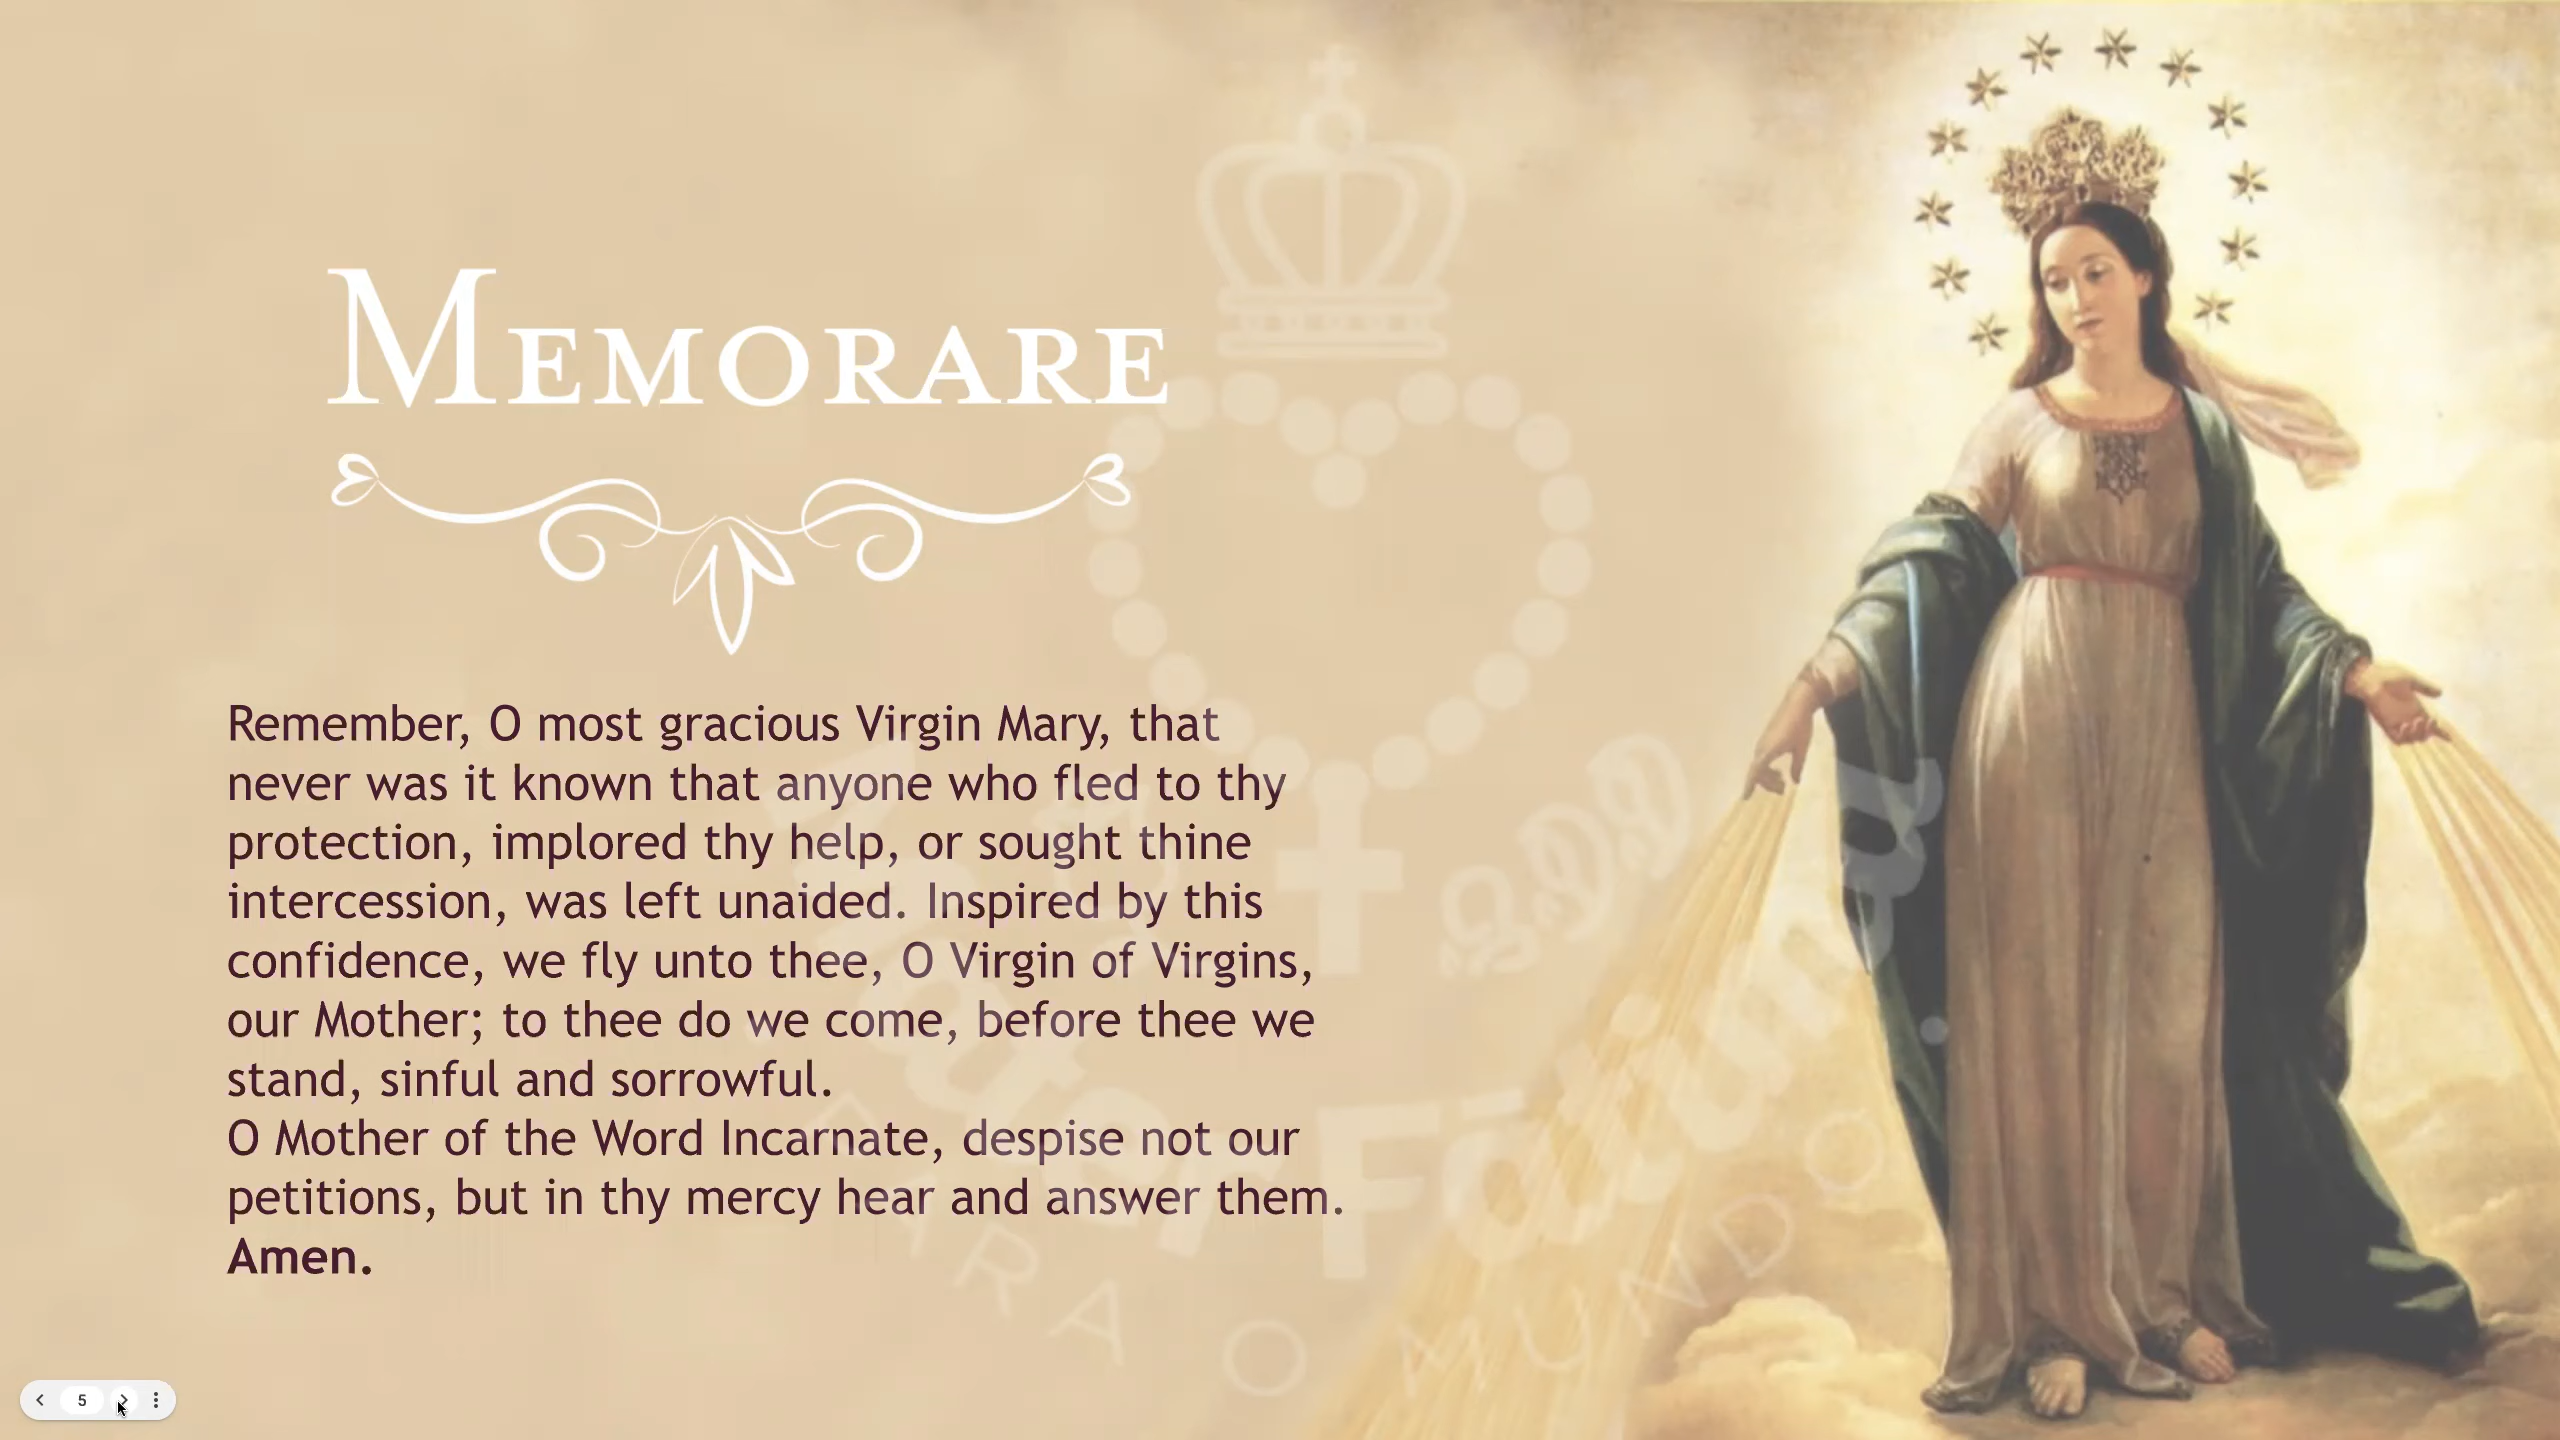 MEMORARE
Remember, O most gracious Virgin Mary, that
never was it known that anyone who fled to thy
protection, implored thy help, or sought thine
intercession, was left unaided. Inspired by this
confidence, we fly unto thee, O Virgin of Virgins,
our Mother; to thee do we come, before thee we
stand, sinful and sorrowful.
O Mother of the Word Incarnate, despise not our
petitions, but in thy mercy hear and answer them.
Amen.
Fātima
PARA O MUNDO
5